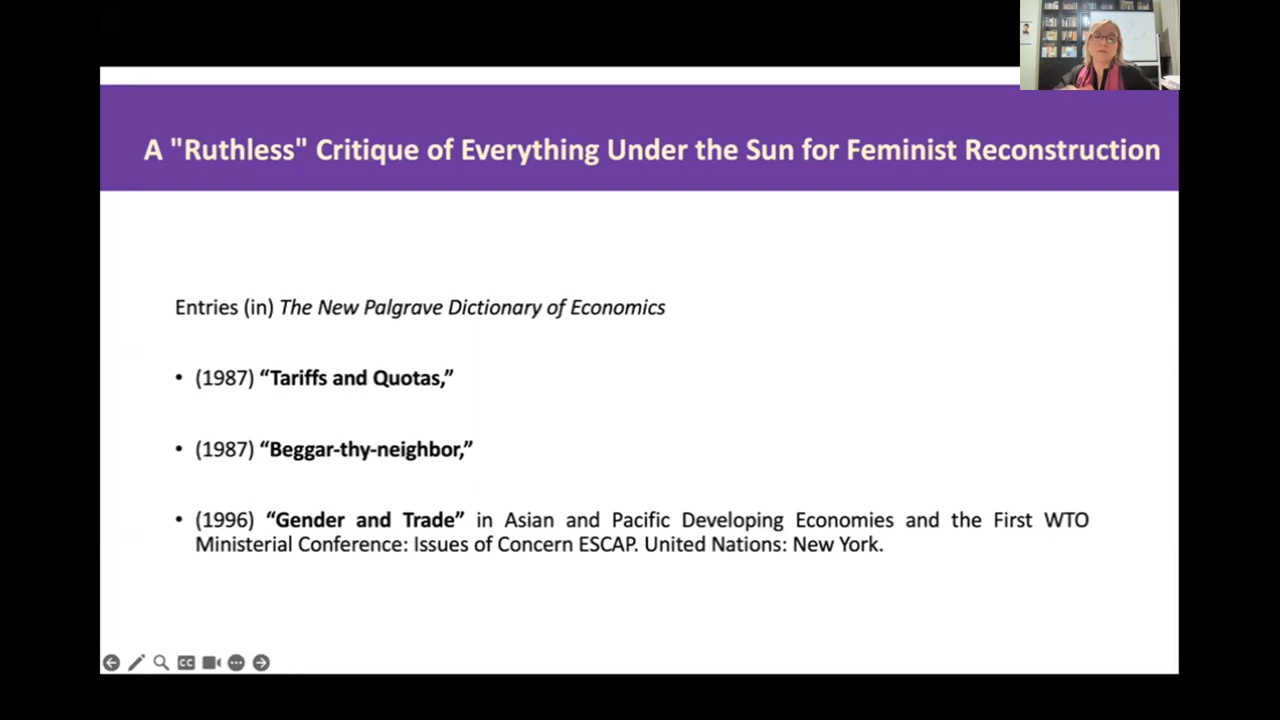 A "Ruthless" Critique of Everything Under the Sun for Feminist Reconstruction
Entries (in) The New Palgrave Dictionary of Economics
• (1987) “Tariffs and Quotas,”
• (1987) “Beggar-thy-neighbor,”
• (1996) “Gender and Trade” in Asian and Pacific Developing Economies and the First WTO
Ministerial Conference: Issues of Concern ESCAP. United Nations: New York.
CC